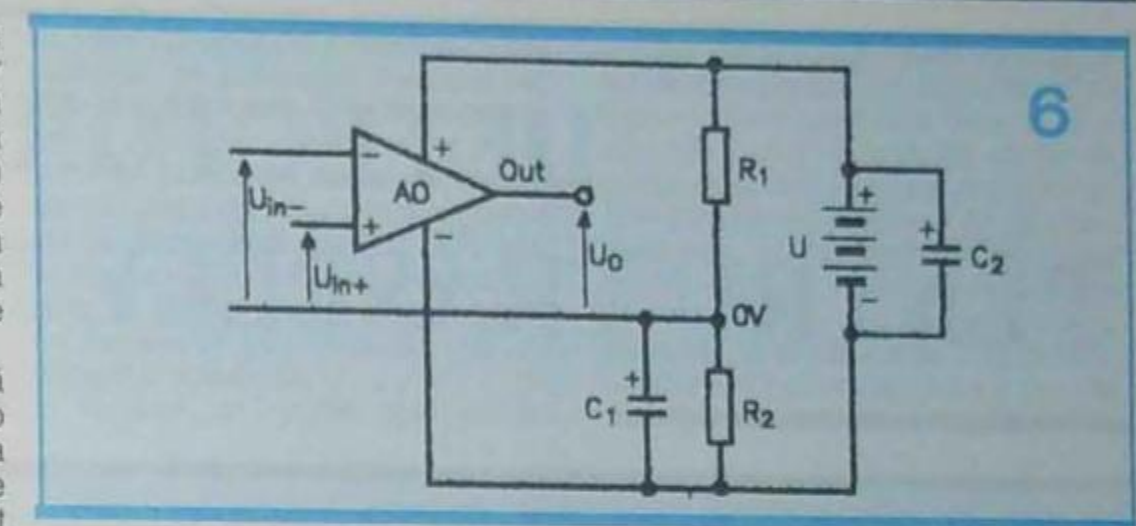 6
+
Out
R₁
−
AO
+
U
C₂
Uin−
+
−
Uo
−
Uin+
0V
+
C₁
R₂
+